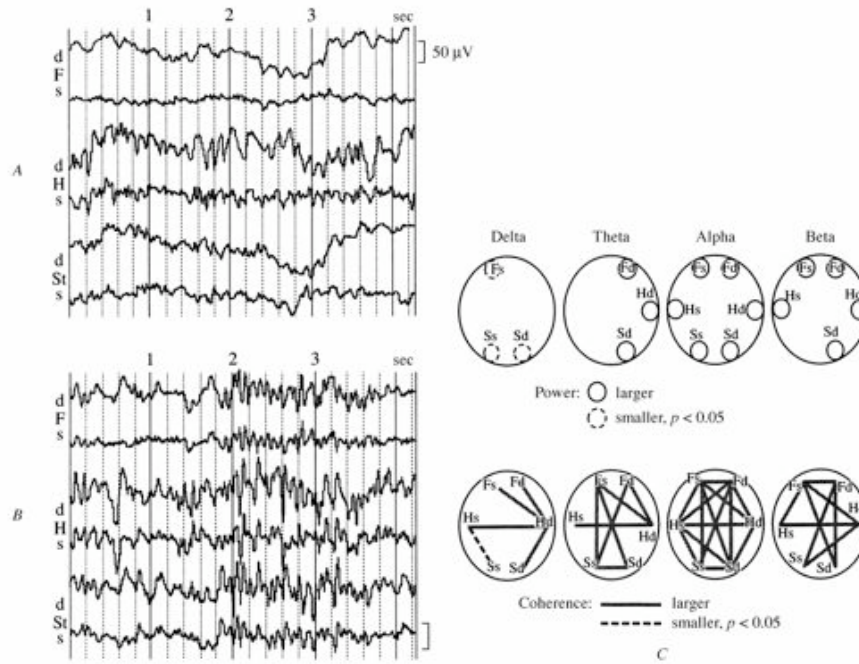 1 2 3 sec
50 μV
d
F
s
A
d
H
s
d
St
s
1 2 3 sec
d
F
s
B
d
H
s
d
St
s
Delta Theta Alpha Beta
Fs Fd Fs Fd Fs Fd
Hd Hs Hd Hs Hd
Ss Sd Sd Ss Sd Sd
Power: larger
smaller, p < 0.05
Fs Fd Fs Fd Fs Fd Fs Fd
Hs Hd Hs Hd Hs Hd Hs
Ss Sd Ss Sd Ss Sd Ss Sd
Coherence: larger
smaller, p < 0.05
C